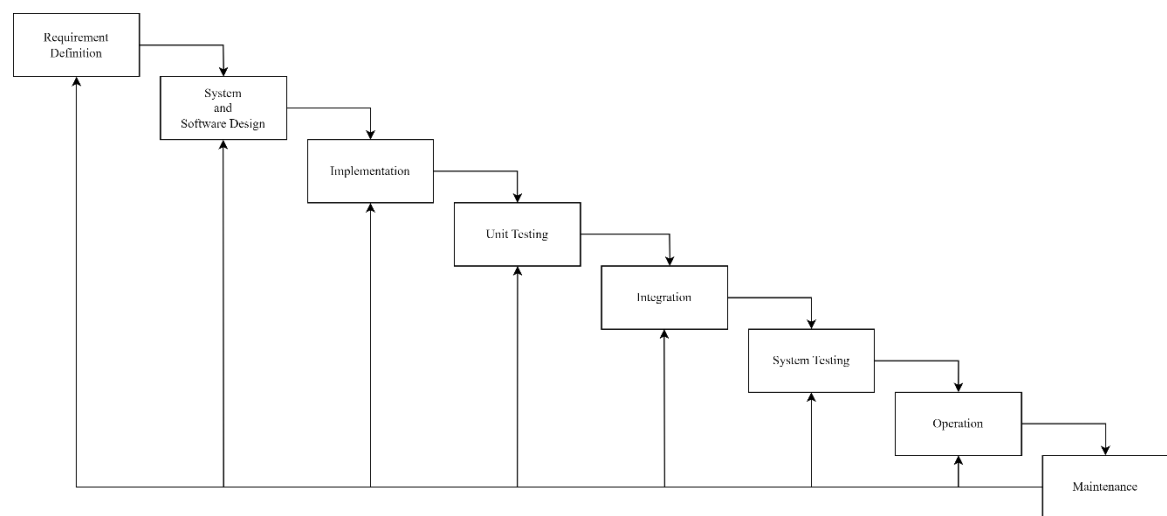 Requirement
Definition
System
and
Software Design
Implementation
Unit Testing
Integration
System Testing
Operation
Maintenance